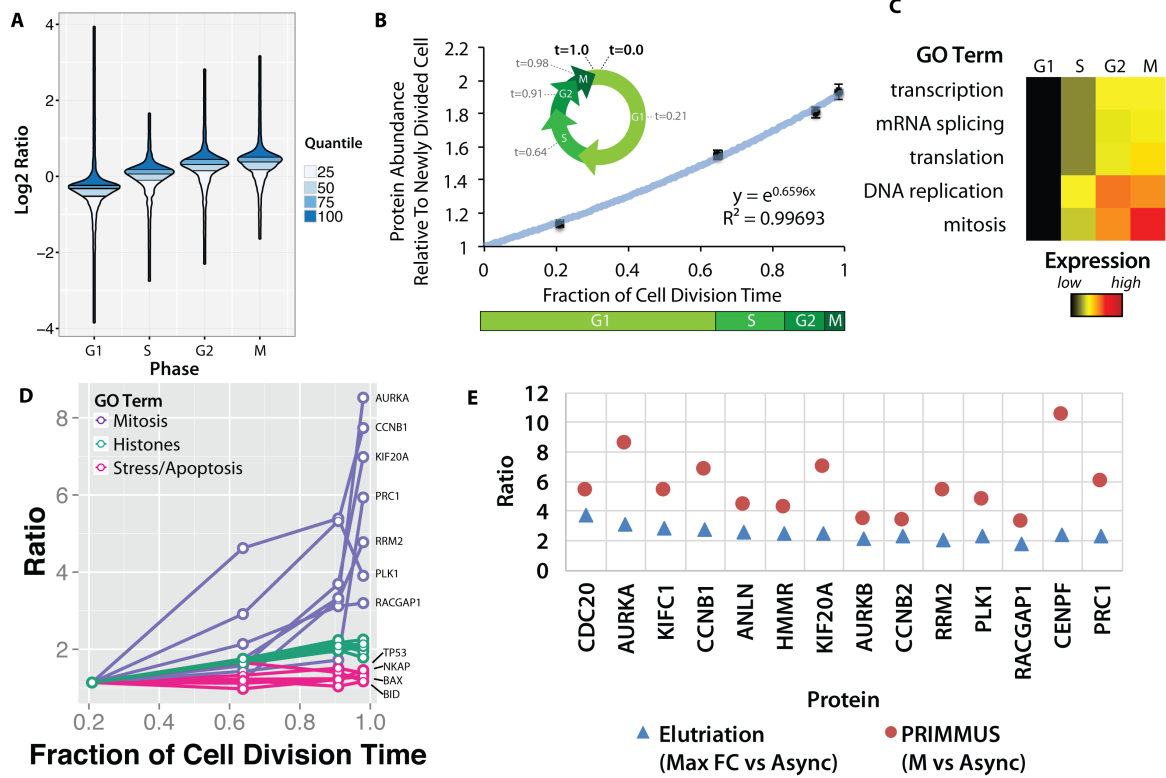 A
4
2
0
−2
−4
Log2 Ratio
G1
S
G2
M
Phase
Quantile
25
50
75
100
B
Protein Abundance
Relative To Newly Divided Cell
2.2
2
1.8
1.6
1.4
1.2
1
t=1.0
t=0.0
t=0.98
t=0.91
t=0.64
t=0.21
M
G2
S
G1
y = e^0.6596x
R² = 0.99693
0
0.2
0.4
0.6
0.8
1
Fraction of Cell Division Time
G1
S
G2
M
C
GO Term
G1
S
G2
M
transcription
mRNA splicing
translation
DNA replication
mitosis
Expression
low
high
D
GO Term
Mitosis
Histones
Stress/Apoptosis
Ratio
8
6
4
2
AURKA
CCNB1
KIF20A
PRC1
RRM2
PLK1
RACGAP1
TP53
NKAP
BAX
BID
0.2
0.4
0.6
0.8
1.0
Fraction of Cell Division Time
E
Ratio
12
10
8
6
4
2
0
CDC20
AURKA
KIFC1
CCNB1
ANLN
HMMR
KIF20A
AURKB
CCNB2
RRM2
PLK1
RACGAP1
CENPF
PRC1
Protein
Elutriation
(Max FC vs Async)
PRIMMUS
(M vs Async)